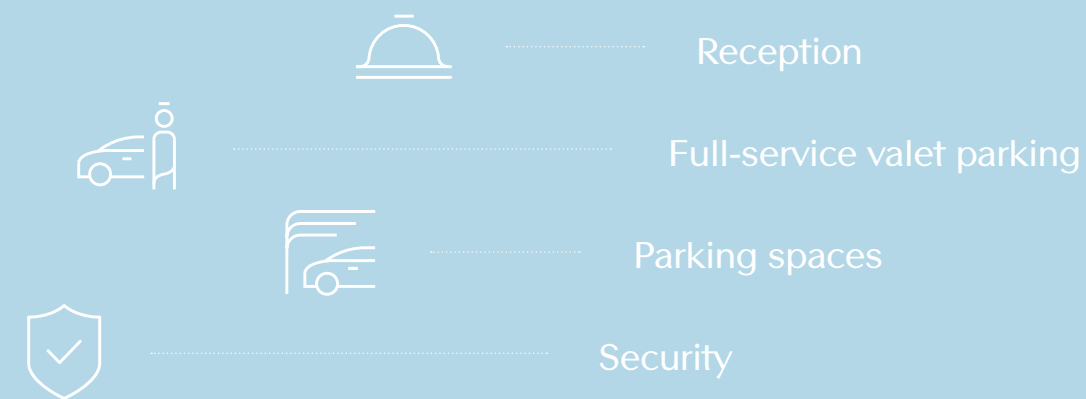 Reception
Full-service valet parking
Parking spaces
Security